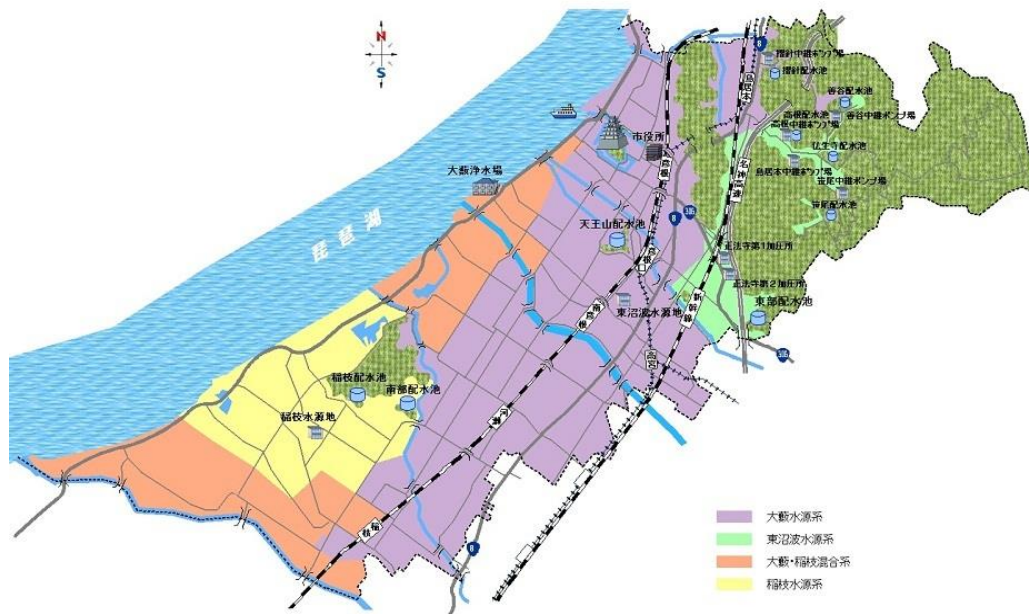 N
S
8
摺針中継ポンプ場
摺針配水池
鳥居本
善谷配水池
善谷中継ポンプ場
高根配水池
高根中継ポンプ場
市役所
彦根
仏生寺配水池
名神高速
鳥居本中継ポンプ場
笹尾中継ポンプ場
笹尾配水池
大藪浄水場
306
8
天王山配水池
琵琶湖
正法寺第1加圧所
正法寺第2加圧所
新幹線
東沼波水源地
南彦根
東部配水池
高宮
306
稲枝配水池
南部配水池
稲枝水源地
河瀬
稲枝
8
大藪水源系
東沼波水源系
大藪・稲枝混合系
稲枝水源系